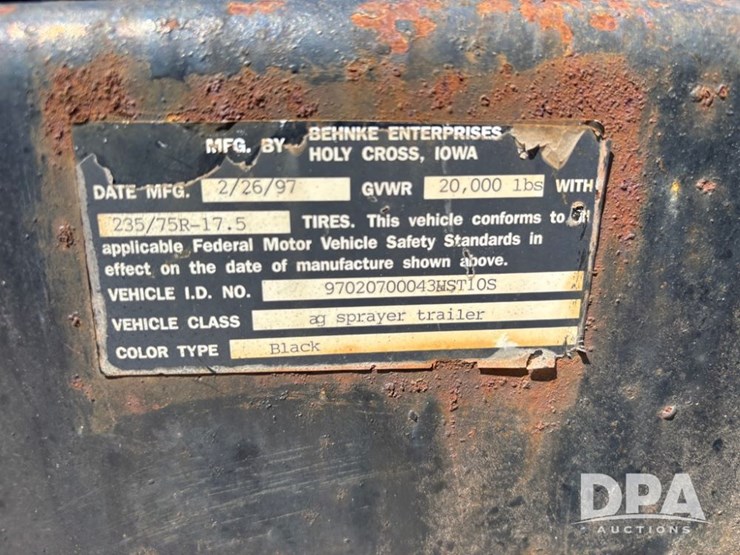 MFG. BY BEHNKE ENTERPRISES
HOLY CROSS, IOWA
DATE MFG. 2/26/97 GVWR 20,000 lbs WITH
235/75R-17.5 TIRES. This vehicle conforms to
applicable Federal Motor Vehicle Safety Standards in
effect on the date of manufacture shown above.
VEHICLE I.D. NO. 97020700043HST10S
VEHICLE CLASS ag sprayer trailer
COLOR TYPE Black
DPA
AUCTIONS